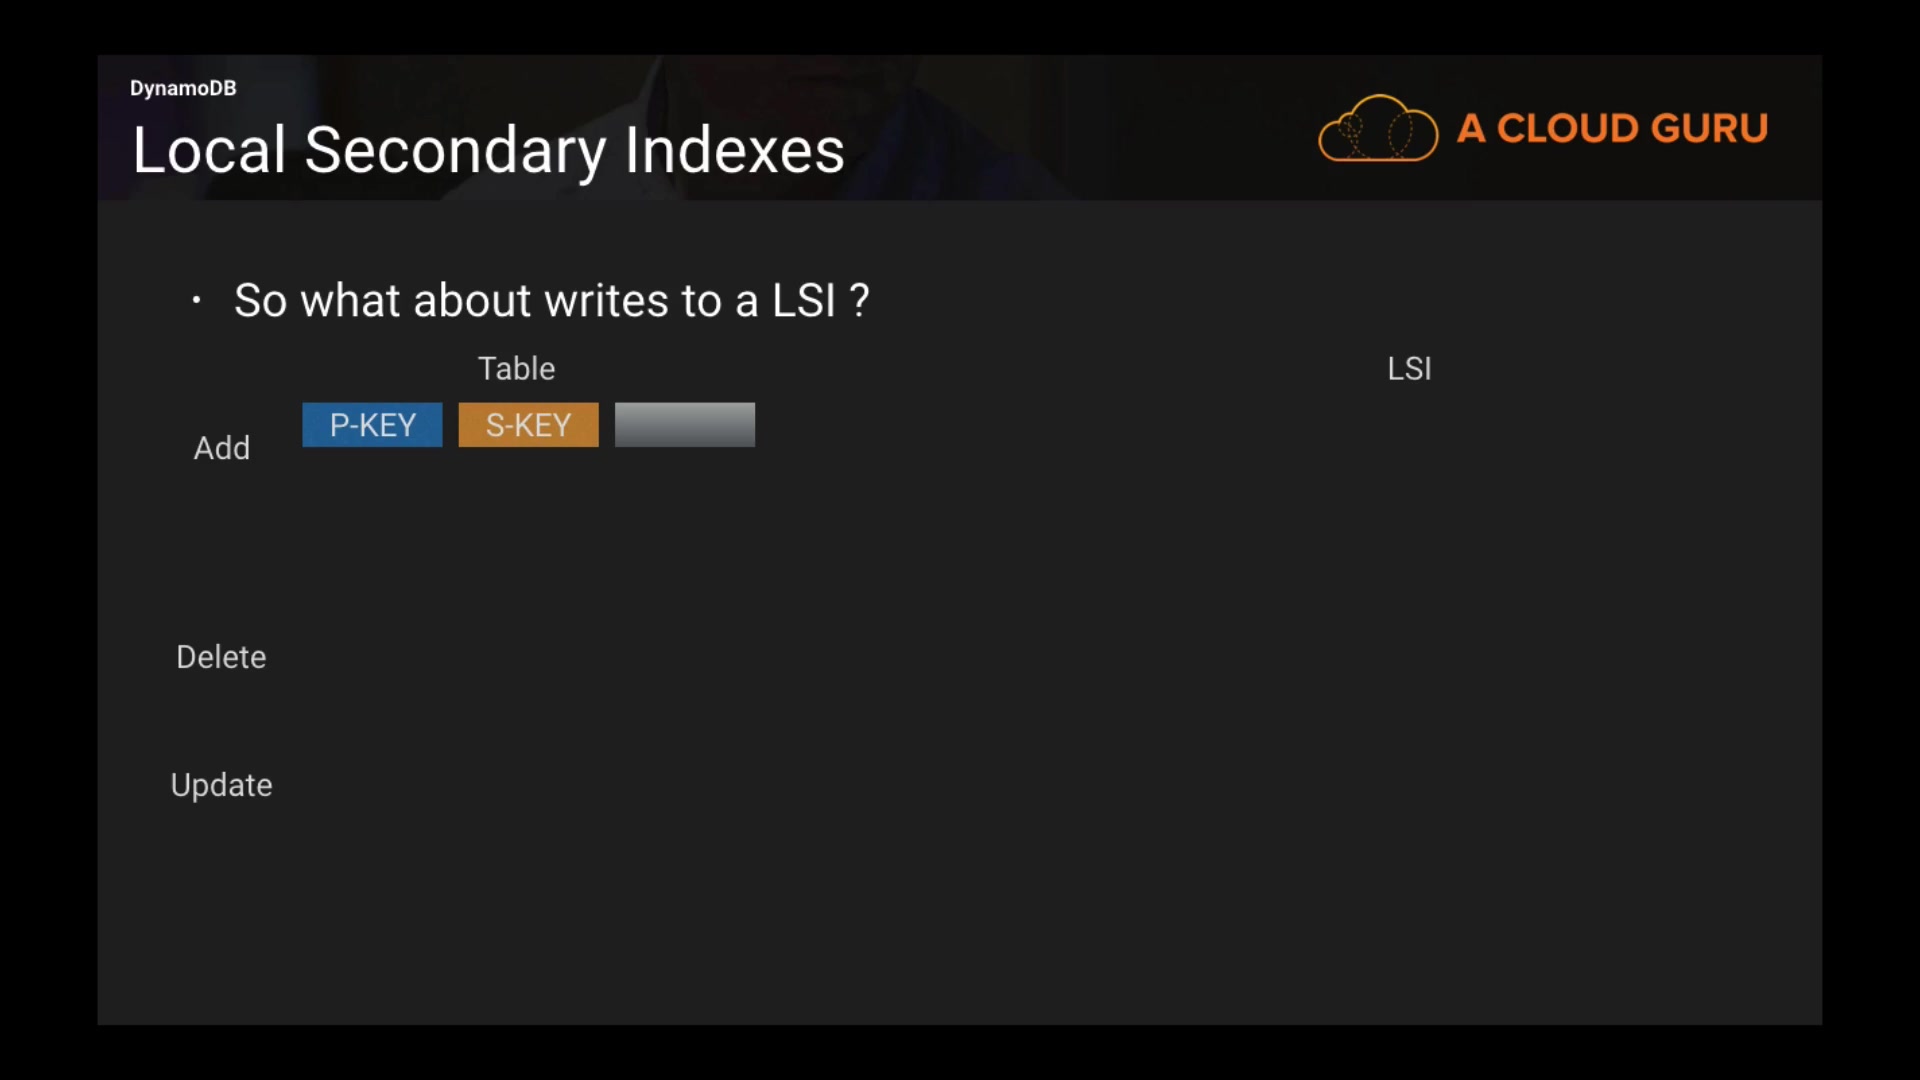 DynamoDB
Local Secondary Indexes
A CLOUD GURU
• So what about writes to a LSI ?
Table LSI
P-KEY S-KEY
Add
Delete
Update